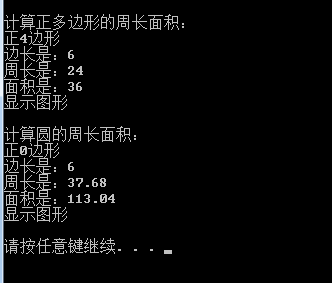 计算正多边形的周长面积：
正4边形
边长是：6
周长是：24
面积是：36
显示图形
计算圆的周长面积：
正0边形
边长是：6
周长是：37.68
面积是：113.04
显示图形
请按任意键继续. . .